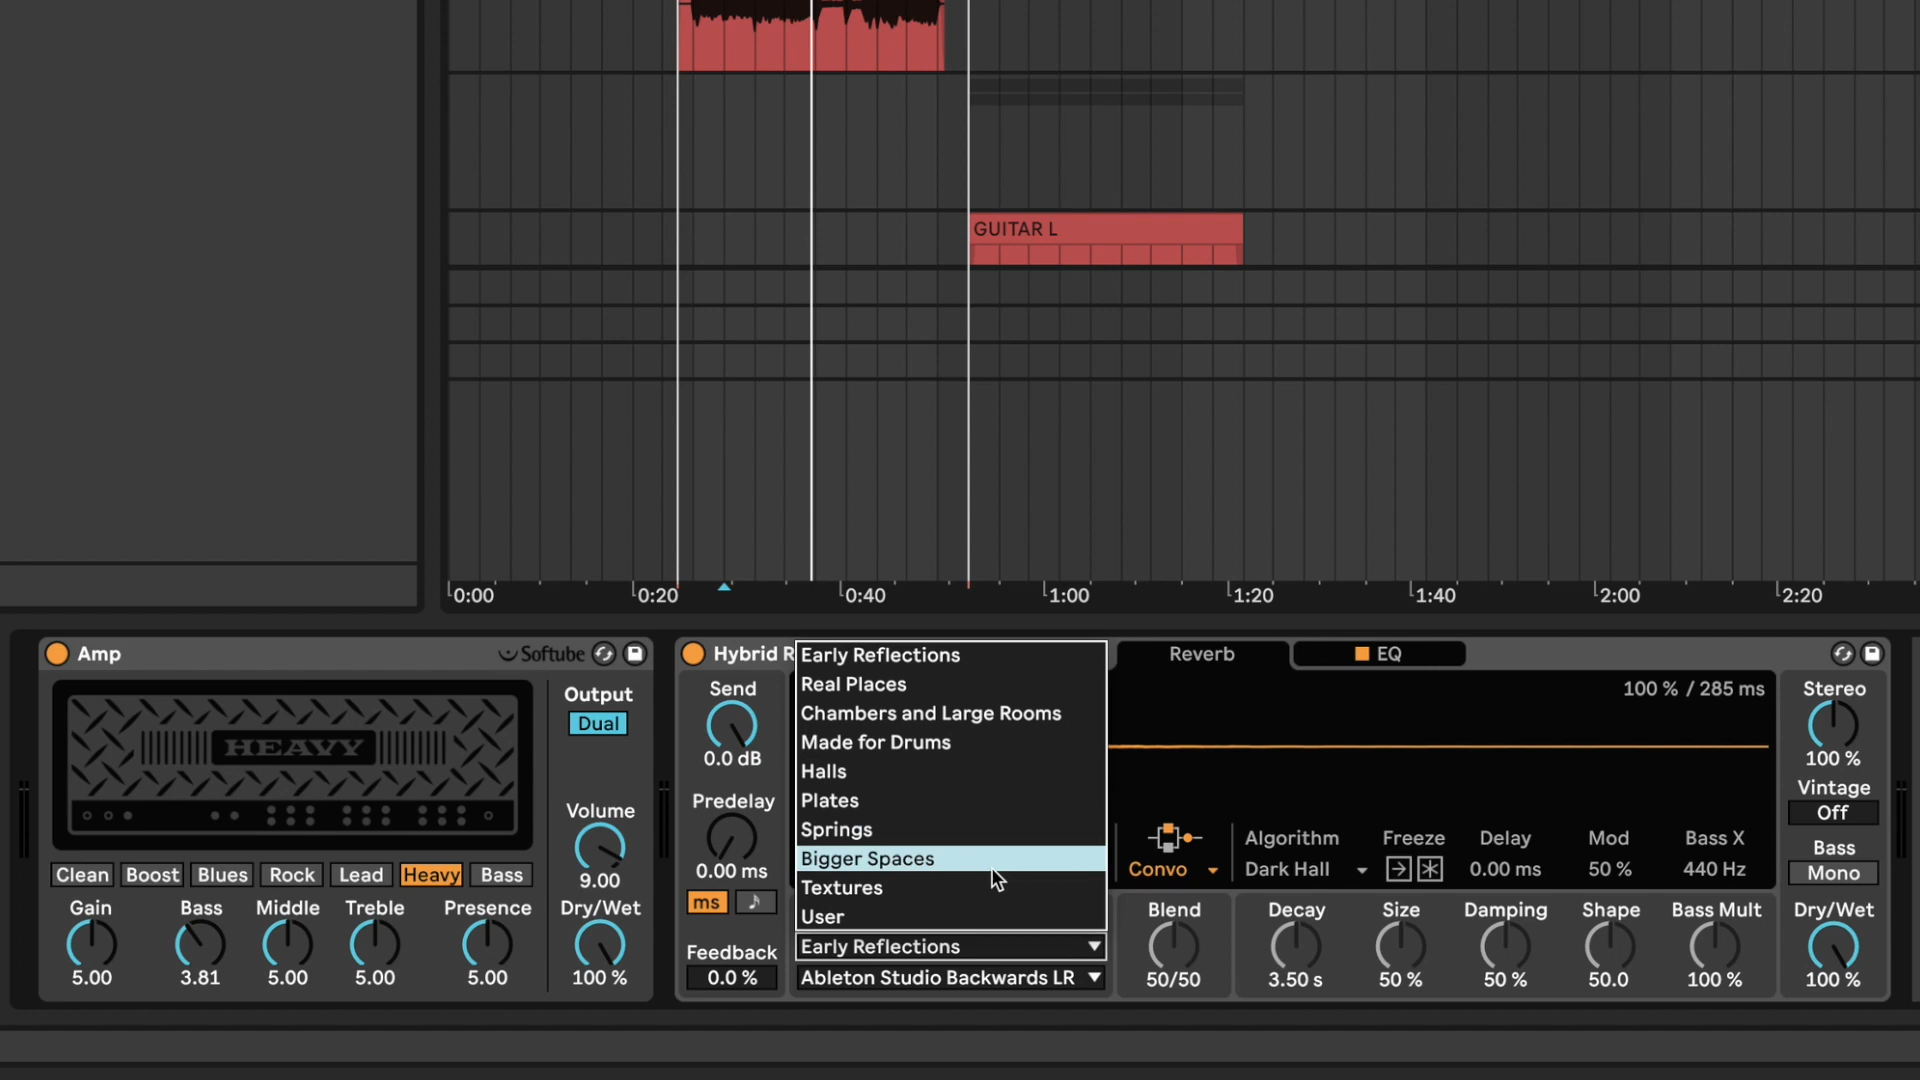 GUITAR L
0:00 0:20 0:40 1:00 1:20 1:40 2:00 2:20
Amp Softube
HEAVY
Output
Dual
Volume
9.00
Clean Boost Blues Rock Lead Heavy Bass
Gain Bass Middle Treble Presence Dry/Wet
5.00 3.81 5.00 5.00 5.00 100 %
Hybrid R
Send
0.0 dB
Predelay
0.00 ms
ms
Feedback
0.0 %
Early Reflections
Real Places
Chambers and Large Rooms
Made for Drums
Halls
Plates
Springs
Bigger Spaces
Textures
User
Early Reflections
Ableton Studio Backwards LR
Reverb EQ
100 % / 285 ms
Convo
Algorithm Freeze Delay Mod Bass X
Dark Hall 0.00 ms 50 % 440 Hz
Blend Decay Size Damping Shape Bass Mult
50/50 3.50 s 50 % 50 % 50.0 100 %
Stereo
100 %
Vintage
Off
Bass
Mono
Dry/Wet
100 %